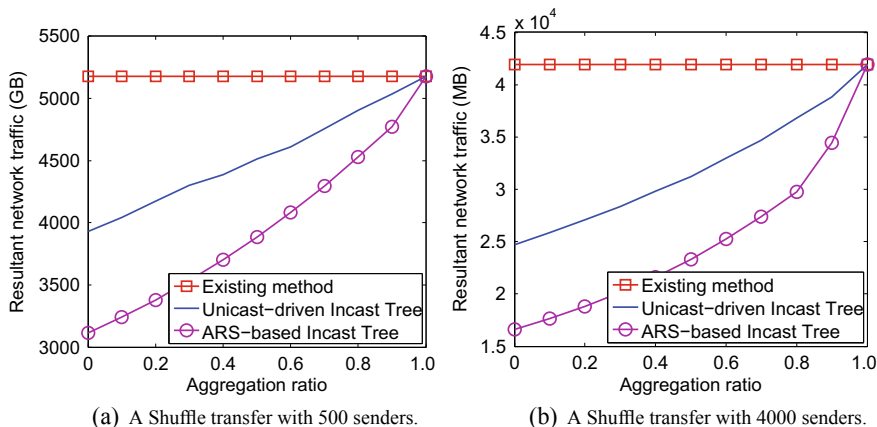 5500
5000
4500
4000
3500
3000
Resultant network traffic (GB)
0
0.2
0.4
0.6
0.8
1.0
Aggregation ratio
Existing method
Unicast-driven Incast Tree
ARS-based Incast Tree
(a) A Shuffle transfer with 500 senders.
x 10^4
4.5
4
3.5
3
2.5
2
1.5
Resultant network traffic (MB)
0
0.2
0.4
0.6
0.8
1.0
Aggregation ratio
Existing method
Unicast-driven Incast Tree
ARS-based Incast Tree
(b) A Shuffle transfer with 4000 senders.